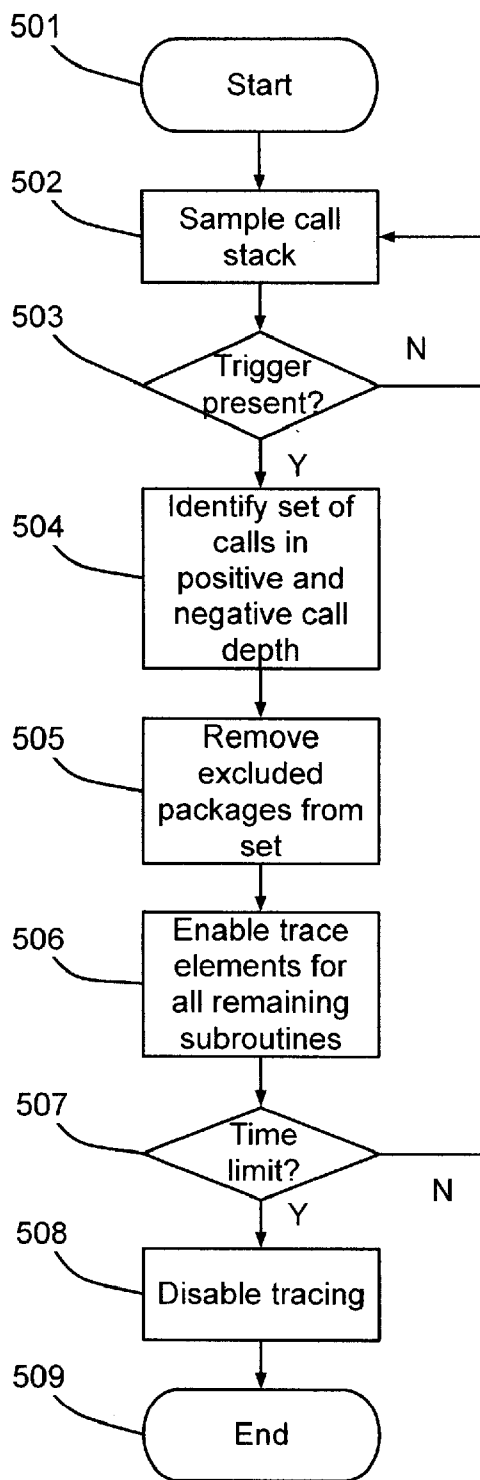 501
Start
502
Sample call
stack
503
Trigger
present?
N
Y
504
Identify set of
calls in
positive and
negative call
depth
505
Remove
excluded
packages from
set
506
Enable trace
elements for
all remaining
subroutines
507
Time
limit?
N
Y
508
Disable tracing
509
End